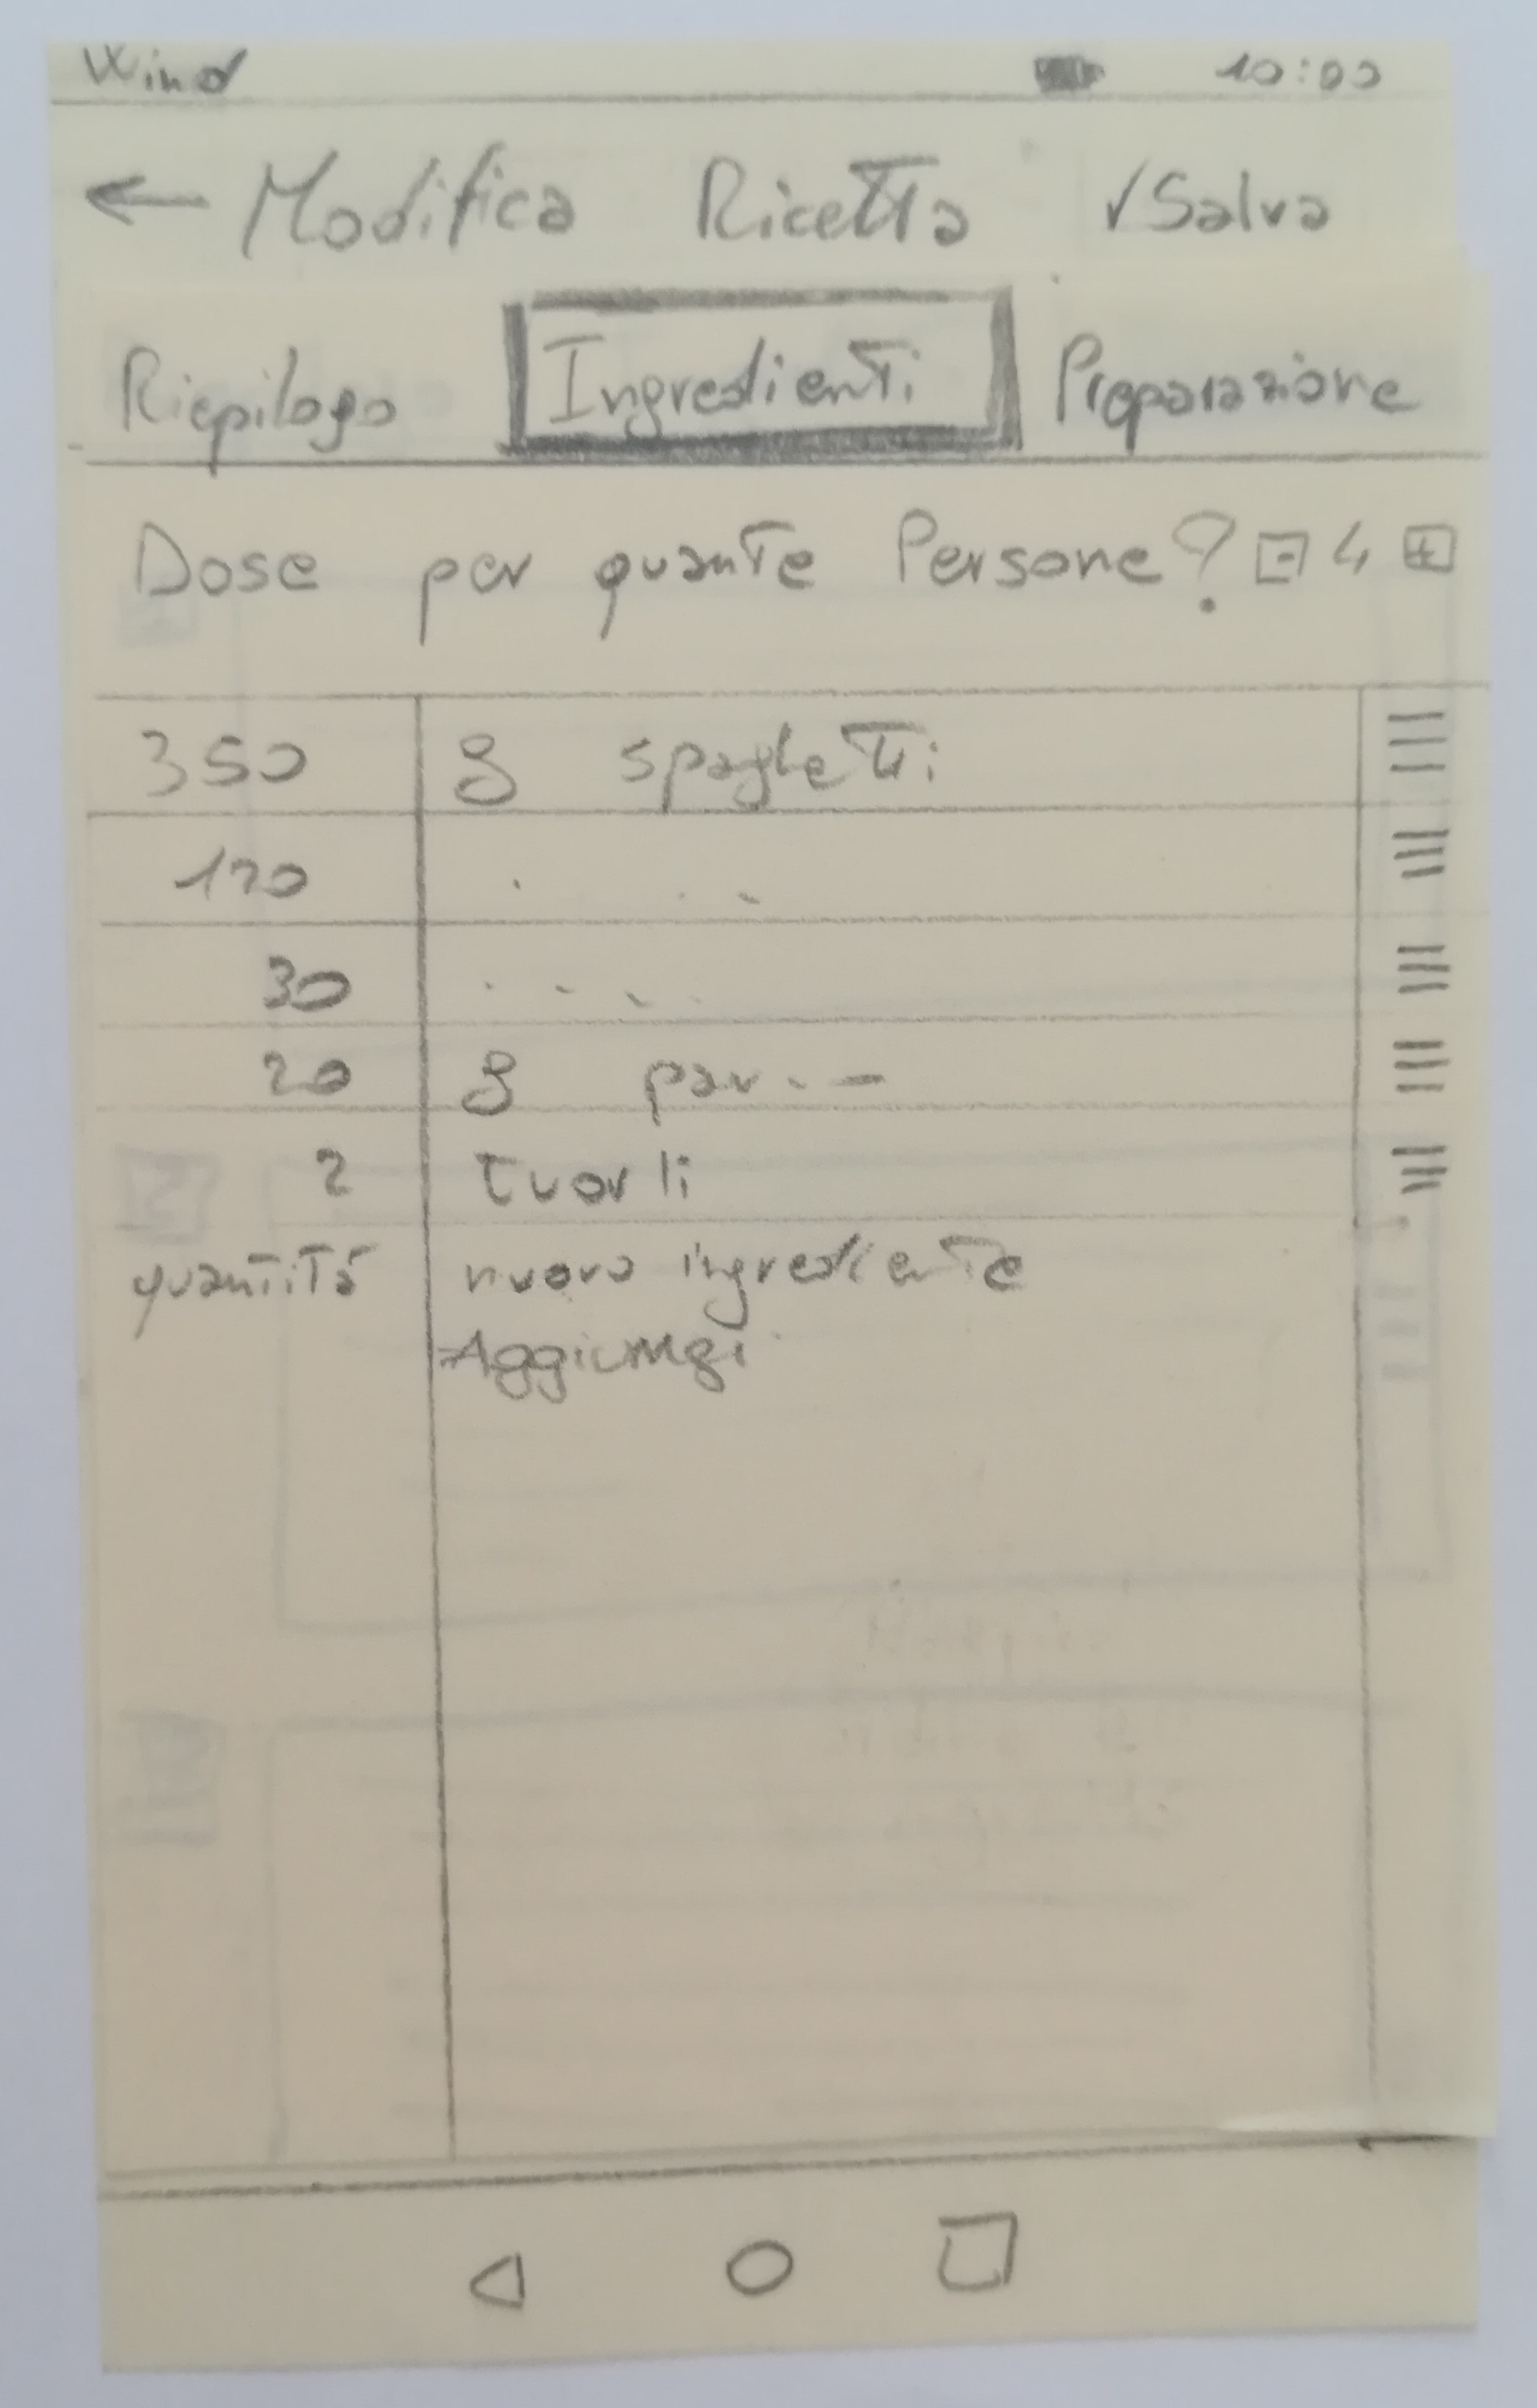 Wind 10:00
← Modifica Ricetta √Salva
Riepilogo Ingredienti Preparazione
Dose per quante Persone? - 4 +
350 g spaghetti
120 . . .
30 . . . .
20 g par. . -
2 tuorli
quantità nuovo ingrediente
Aggiungi